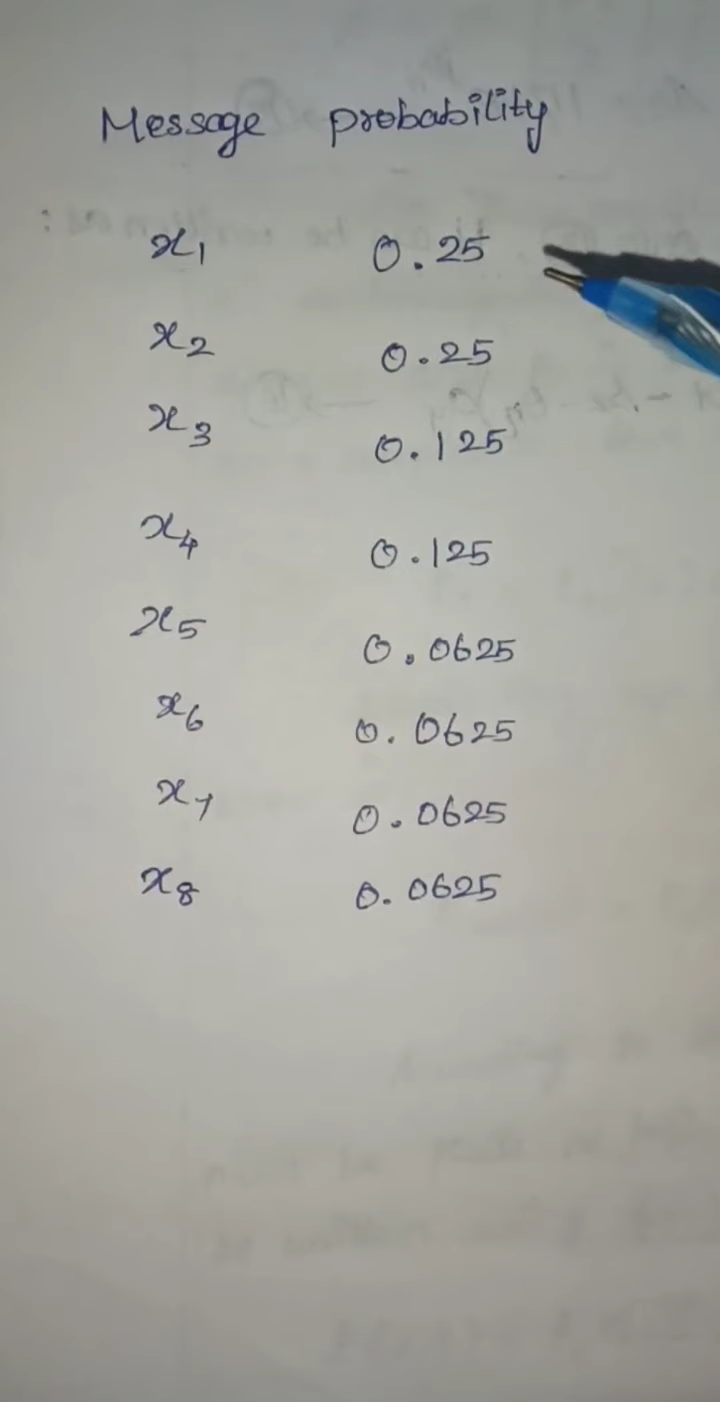 Message probability
x1 0.25
x2 0.25
x3 0.125
x4 0.125
x5 0.0625
x6 0.0625
x7 0.0625
x8 0.0625